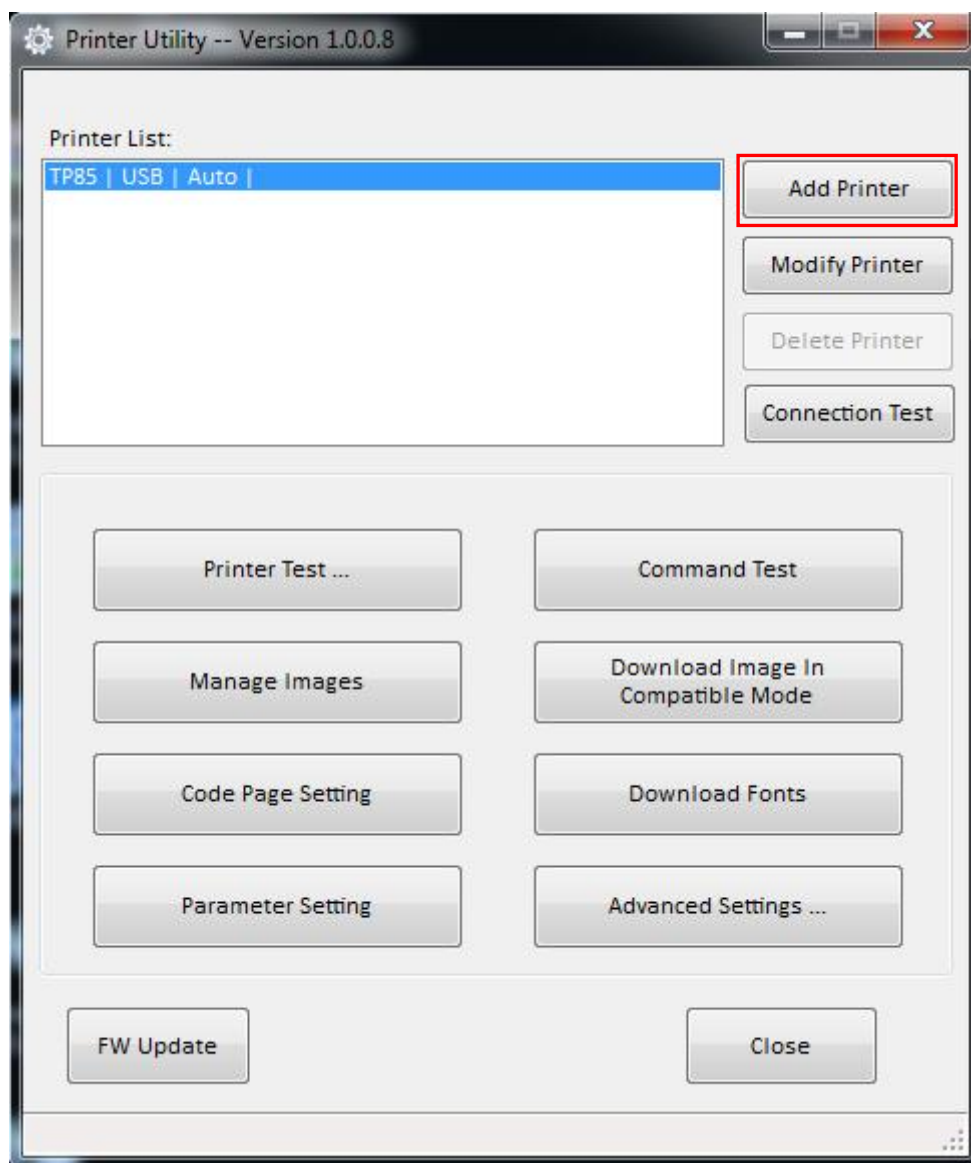 Printer Utility -- Version 1.0.0.8
Printer List:
TP85 | USB | Auto |
Add Printer
Modify Printer
Delete Printer
Connection Test
Printer Test ...
Command Test
Manage Images
Download Image In
Compatible Mode
Code Page Setting
Download Fonts
Parameter Setting
Advanced Settings ...
FW Update
Close